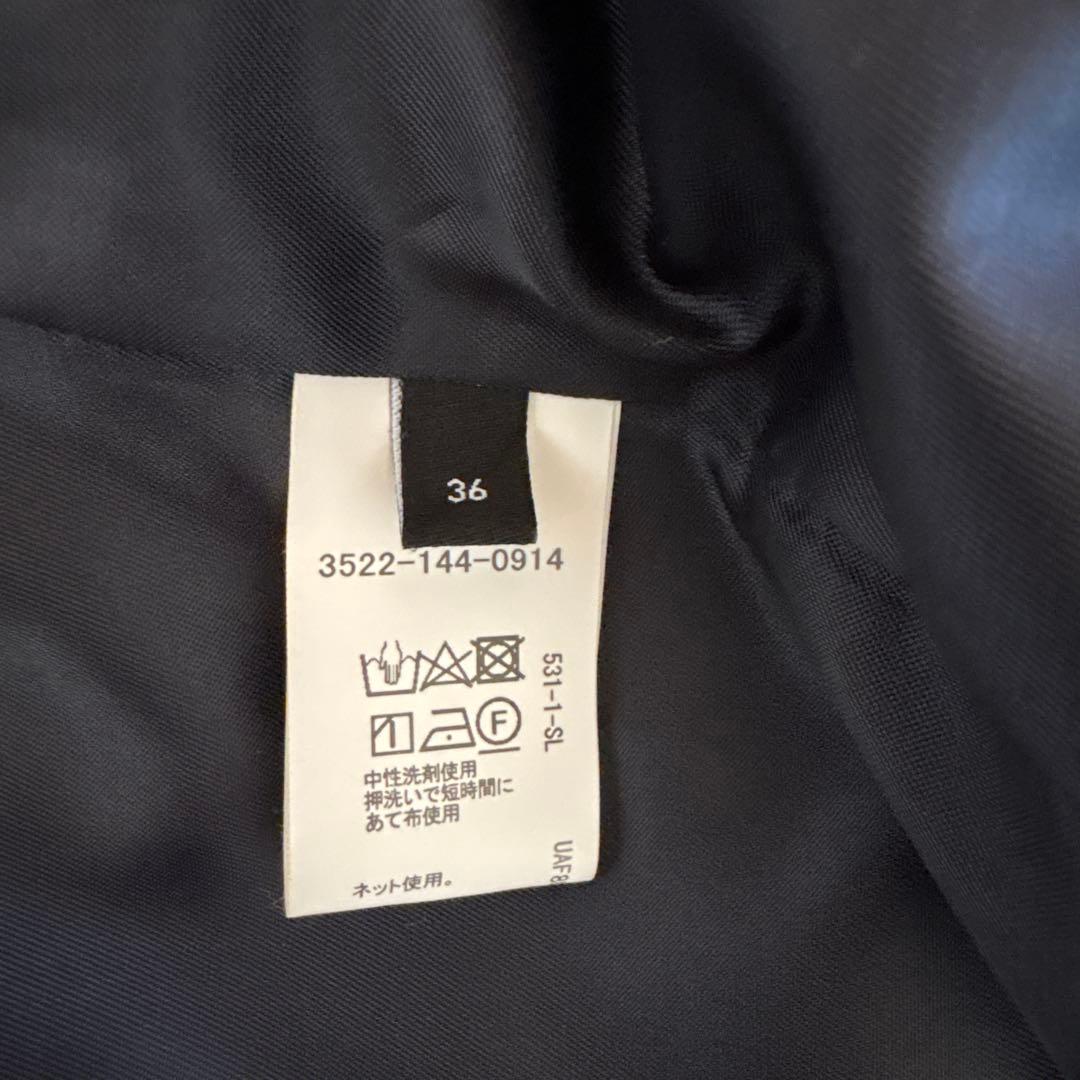 36
3522-144-0914
531-1-SL
F
中性洗剤使用
押洗いで短時間に
あて布使用
ネット使用。